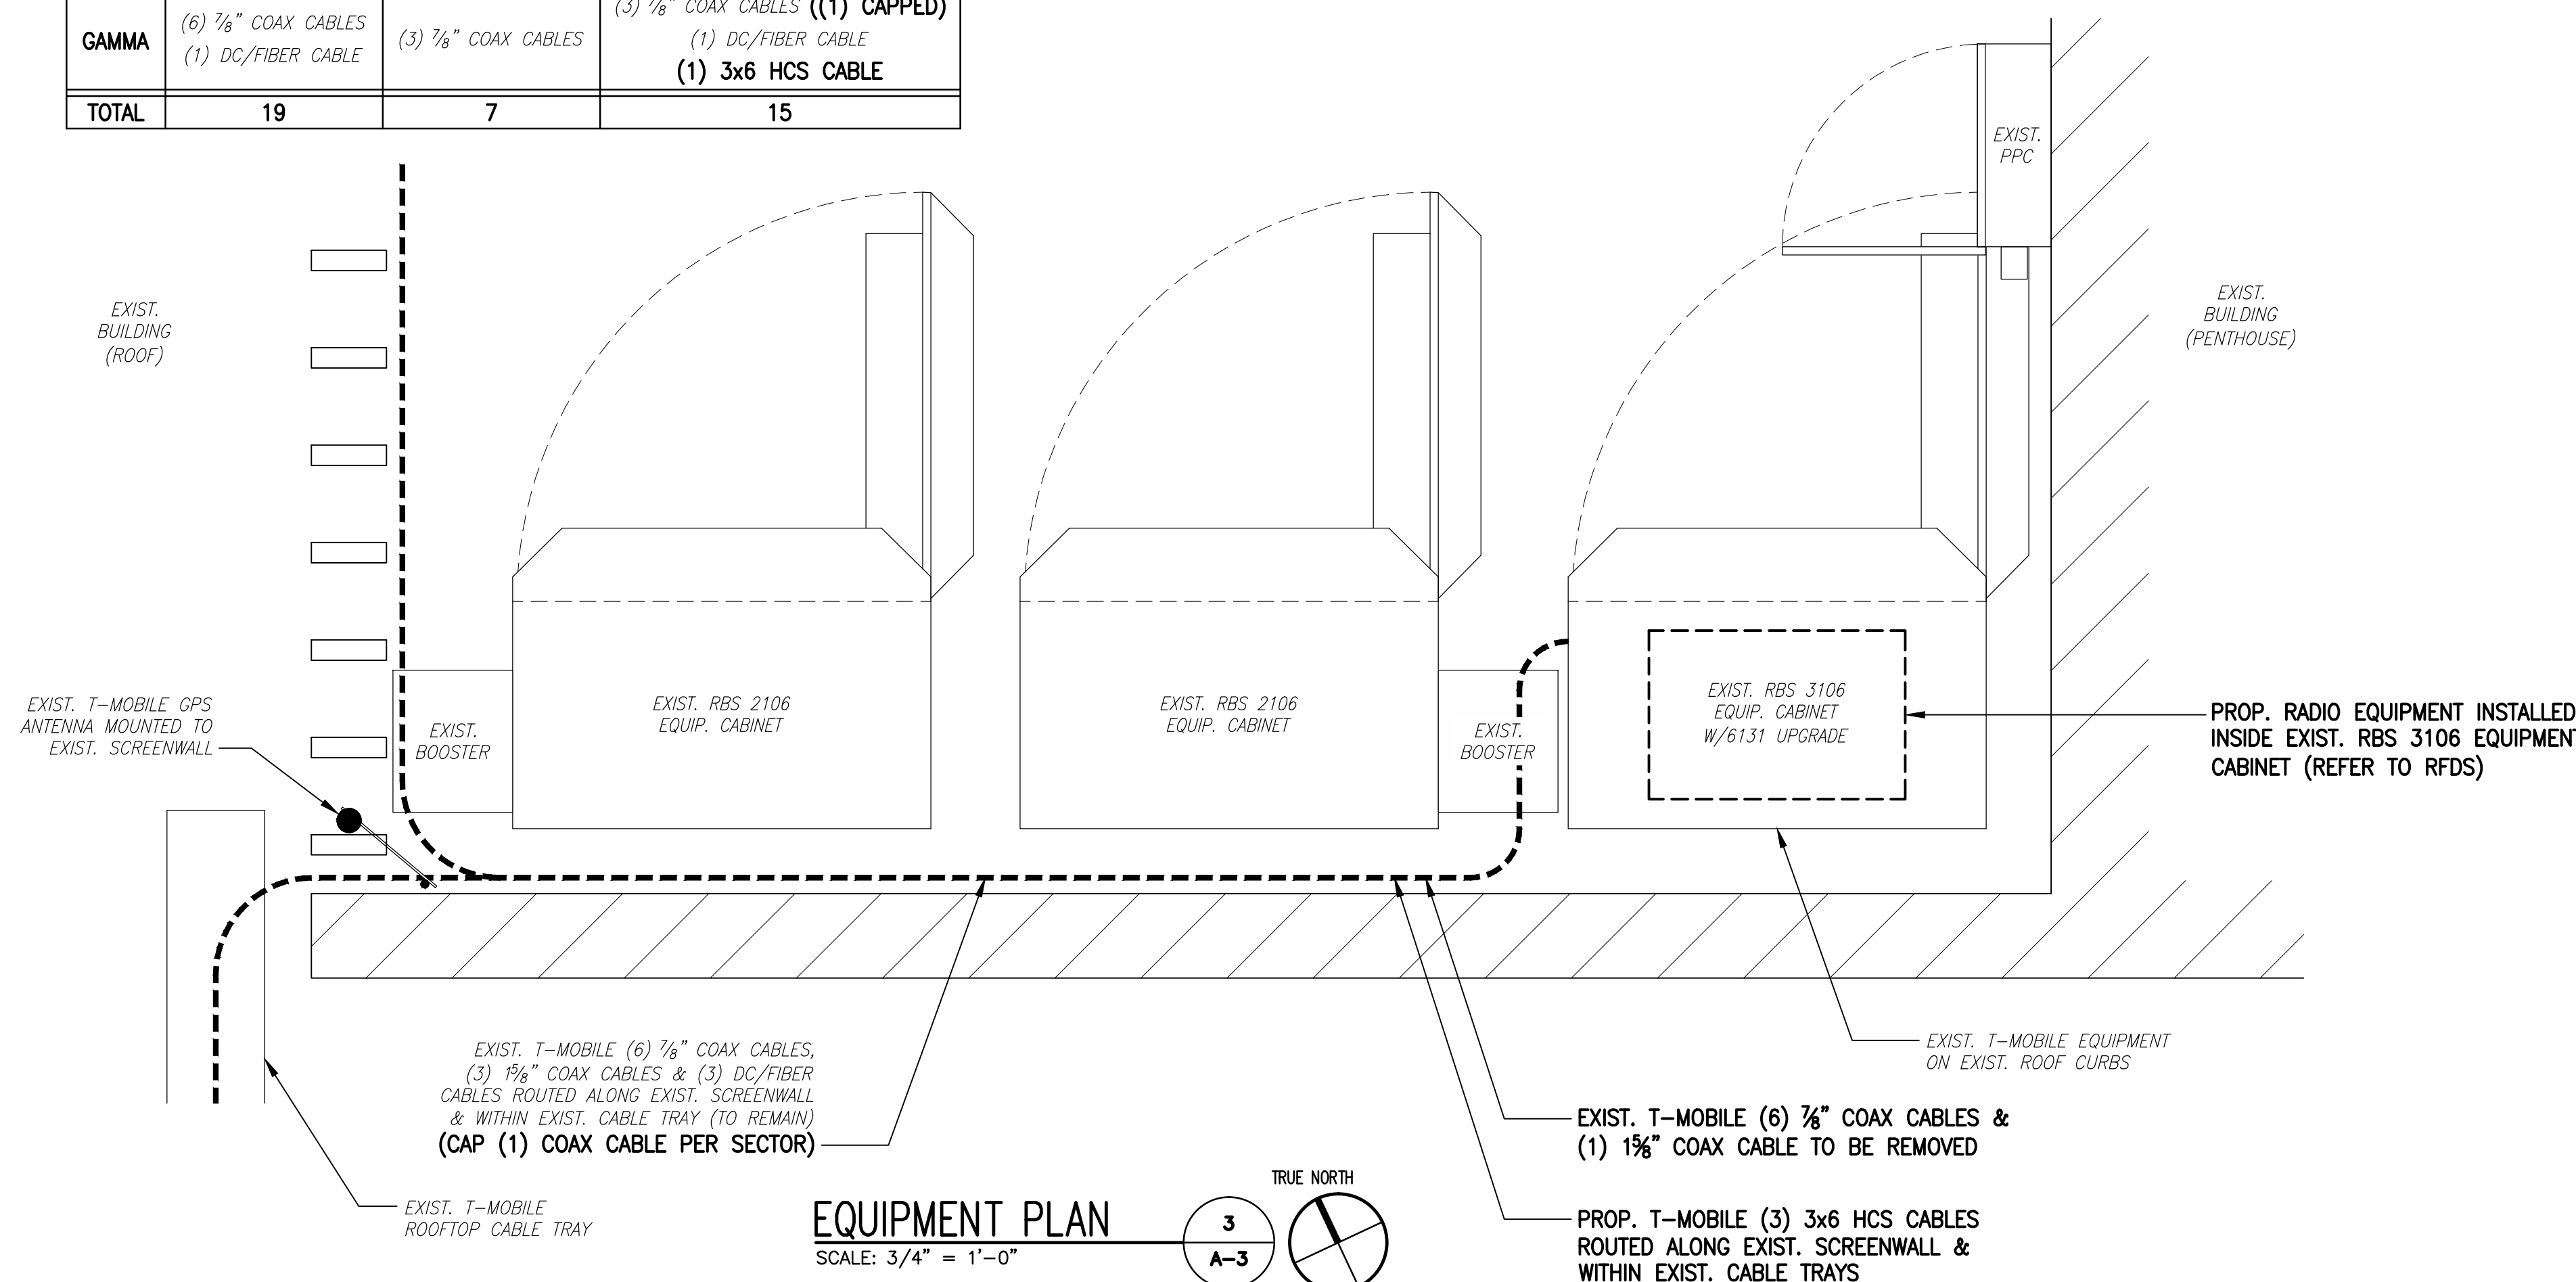 (3) 7/8" COAX CABLES ((1) CAPPED)
GAMMA
(6) 7/8" COAX CABLES
(1) DC/FIBER CABLE
(3) 7/8" COAX CABLES
(1) DC/FIBER CABLE
(1) 3x6 HCS CABLE
TOTAL 19 7 15
EXIST.
PPC
EXIST.
BUILDING
(ROOF)
EXIST.
BUILDING
(PENTHOUSE)
EXIST. T-MOBILE GPS
ANTENNA MOUNTED TO
EXIST. SCREENWALL
EXIST.
BOOSTER
EXIST. RBS 2106
EQUIP. CABINET
EXIST. RBS 2106
EQUIP. CABINET
EXIST.
BOOSTER
EXIST. RBS 3106
EQUIP. CABINET
W/6131 UPGRADE
PROP. RADIO EQUIPMENT INSTALLED
INSIDE EXIST. RBS 3106 EQUIPMENT
CABINET (REFER TO RFDS)
EXIST. T-MOBILE (6) 7/8" COAX CABLES,
(3) 1 5/8" COAX CABLES & (3) DC/FIBER
CABLES ROUTED ALONG EXIST. SCREENWALL
& WITHIN EXIST. CABLE TRAY (TO REMAIN)
(CAP (1) COAX CABLE PER SECTOR)
EXIST. T-MOBILE EQUIPMENT
ON EXIST. ROOF CURBS
EXIST. T-MOBILE (6) 7/8" COAX CABLES &
(1) 1 5/8" COAX CABLE TO BE REMOVED
EXIST. T-MOBILE
ROOFTOP CABLE TRAY
PROP. T-MOBILE (3) 3x6 HCS CABLES
ROUTED ALONG EXIST. SCREENWALL &
WITHIN EXIST. CABLE TRAYS
EQUIPMENT PLAN
SCALE: 3/4" = 1'-0"
3
A-3
TRUE NORTH